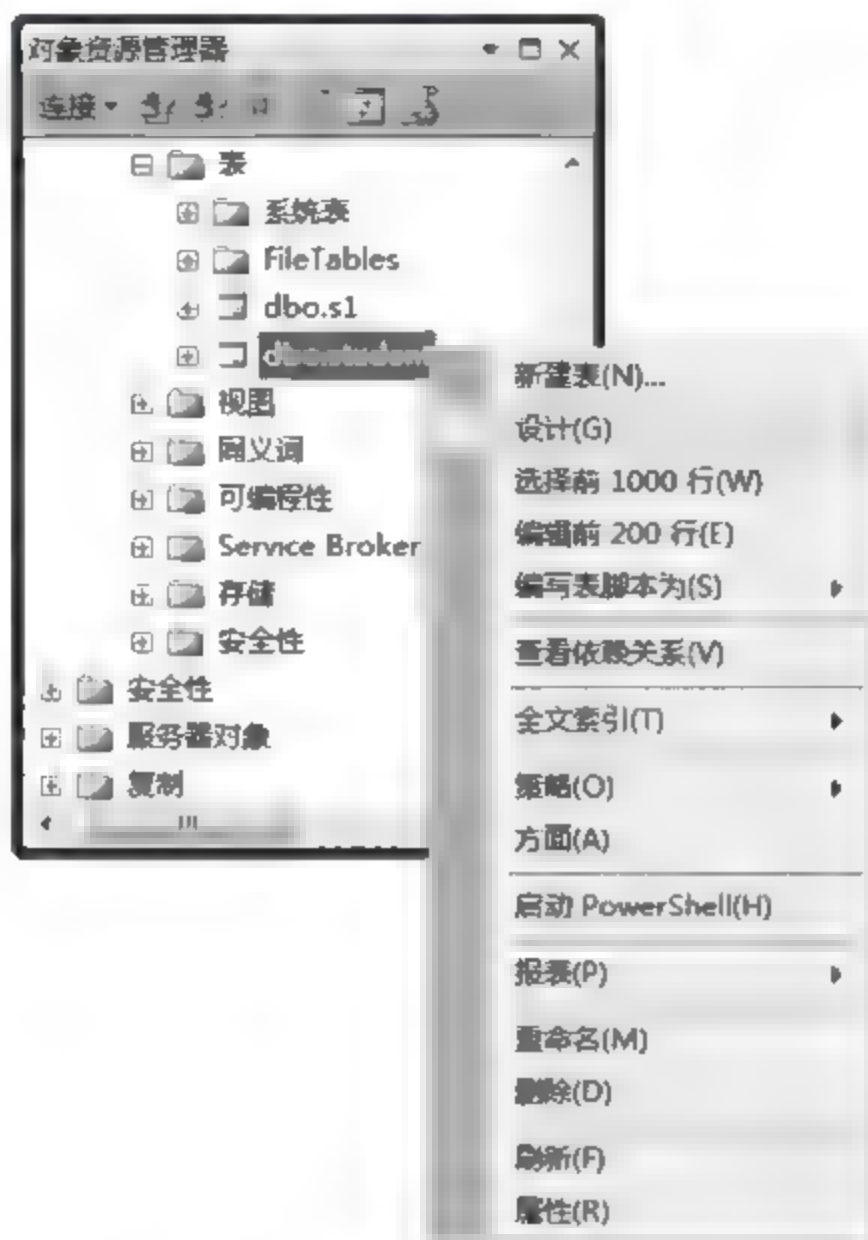 对象资源管理器
连接
表
系统表
FileTables
dbo.s1
视图
同义词
可编程性
Service Broker
存储
安全性
安全性
服务器对象
复制
新建表(N)...
设计(G)
选择前 1000 行(W)
编辑前 200 行(E)
编写表脚本为(S)
查看依赖关系(V)
全文索引(T)
策略(O)
方面(A)
启动 PowerShell(H)
报表(P)
重命名(M)
删除(D)
刷新(F)
属性(R)